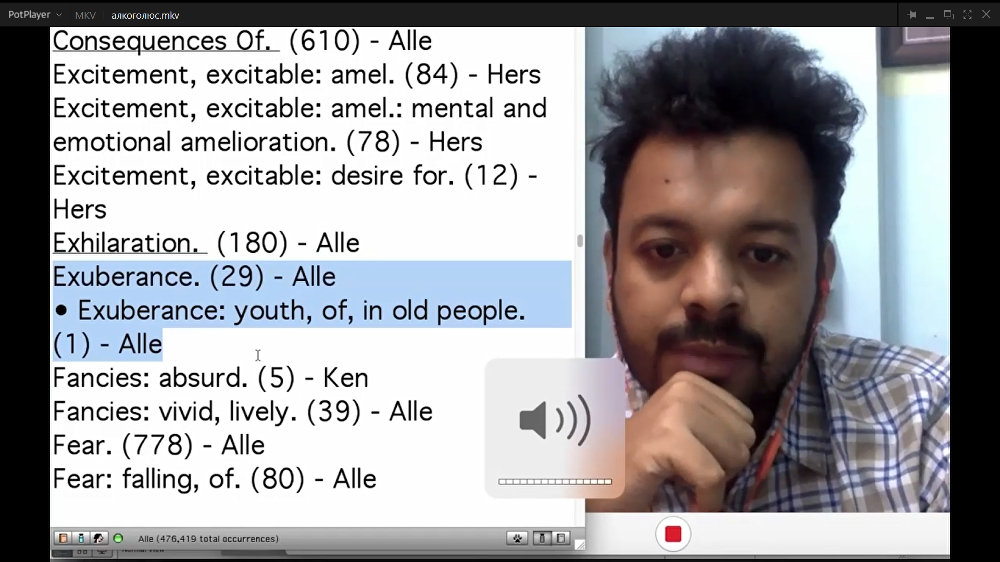 PotPlayer MKV алкоголюс.mkv
Consequences Of. (610) - Alle
Excitement, excitable: amel. (84) - Hers
Excitement, excitable: amel.: mental and
emotional amelioration. (78) - Hers
Excitement, excitable: desire for. (12) -
Hers
Exhilaration. (180) - Alle
Exuberance. (29) - Alle
• Exuberance: youth, of, in old people.
(1) - Alle
Fancies: absurd. (5) - Ken
Fancies: vivid, lively. (39) - Alle
Fear. (778) - Alle
Fear: falling, of. (80) - Alle
Alle (476,419 total occurrences)
Normal View